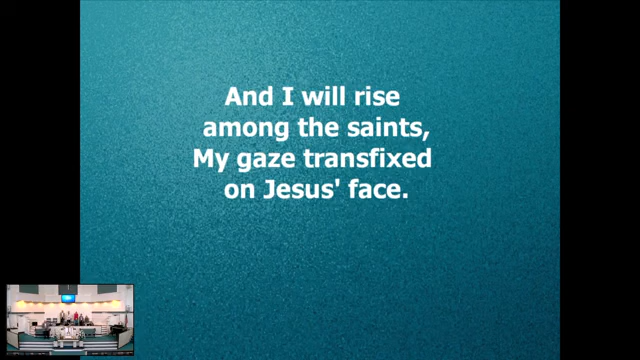 And I will rise
among the saints,
My gaze transfixed
on Jesus' face.